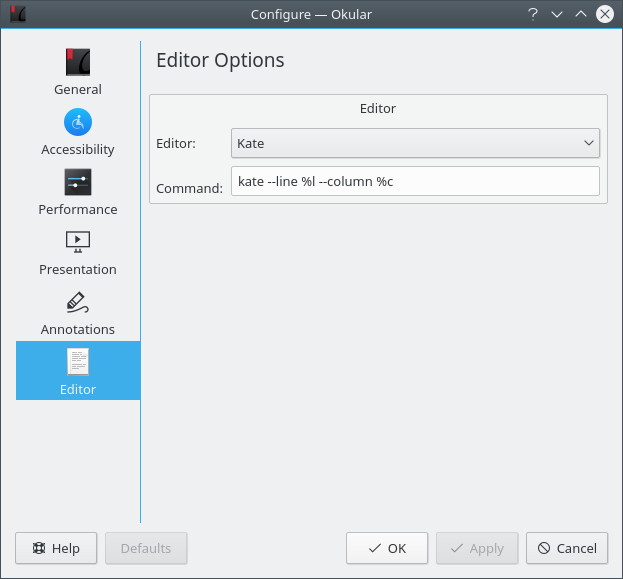 Configure — Okular
General
Accessibility
Performance
Presentation
Annotations
Editor
Editor Options
Editor
Editor:
Kate
Command:
kate --line %l --column %c
Help
Defaults
OK
Apply
Cancel